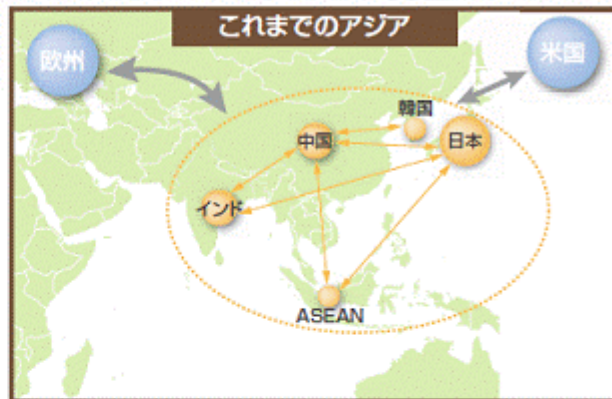 これまでのアジア
欧州
米国
韓国
中国
日本
インド
ASEAN